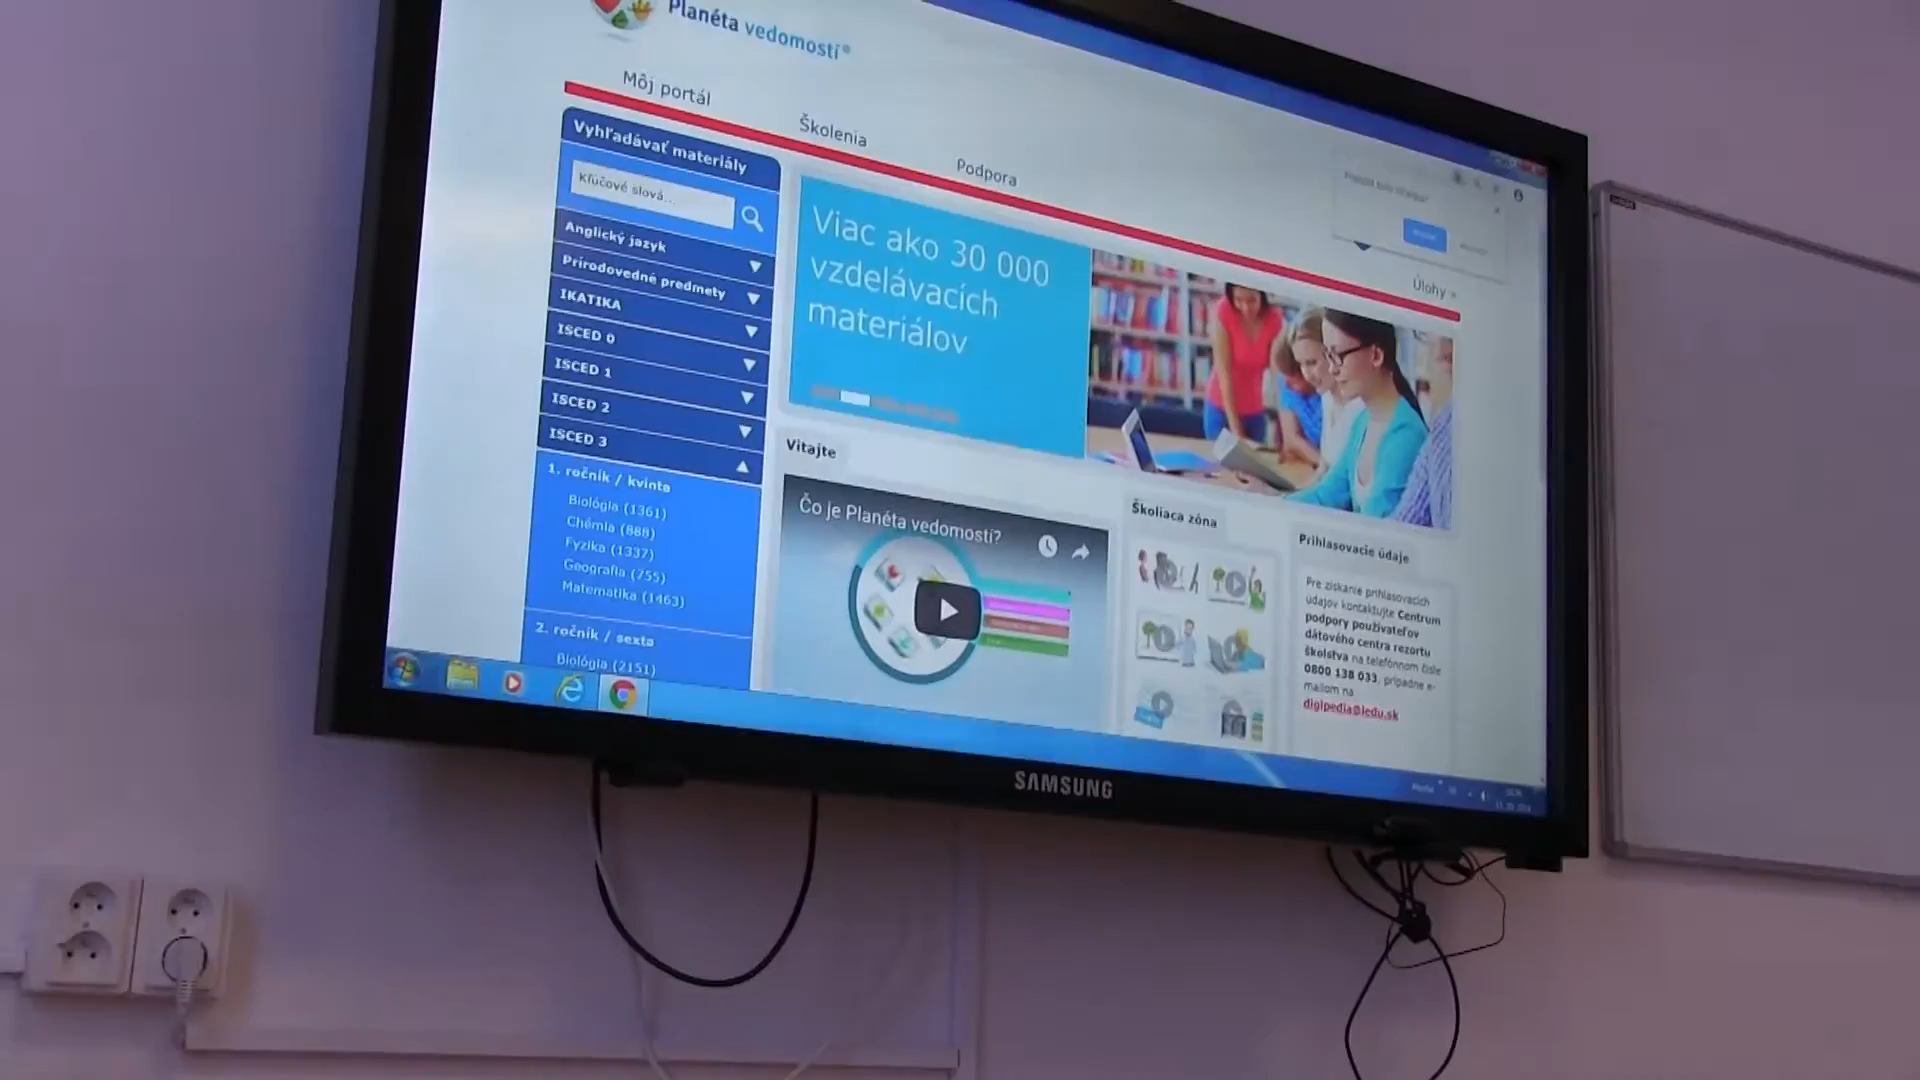 Planéta vedomostí®
Môj portál
Školenia
Podpora
Úlohy
Vyhľadávať materiály
Kľúčové slová...
Anglický jazyk
Prírodovedné predmety
IKATIKA
ISCED 0
ISCED 1
ISCED 2
ISCED 3
1. ročník / kvinta
Biológia (1361)
Chémia (888)
Fyzika (1337)
Geografia (755)
Matematika (1463)
2. ročník / sexta
Biológia (2151)
Viac ako 30 000
vzdelávacích
materiálov
Vitajte
Čo je Planéta vedomostí?
Školiaca zóna
Prihlasovacie údaje
Pre získanie prihlasovacích
údajov kontaktujte Centrum
podpory používateľov
dátového centra rezortu
školstva na telefónnom čísle
0800 138 033, prípadne e-
mailom na
digipedia@iedu.sk
SAMSUNG